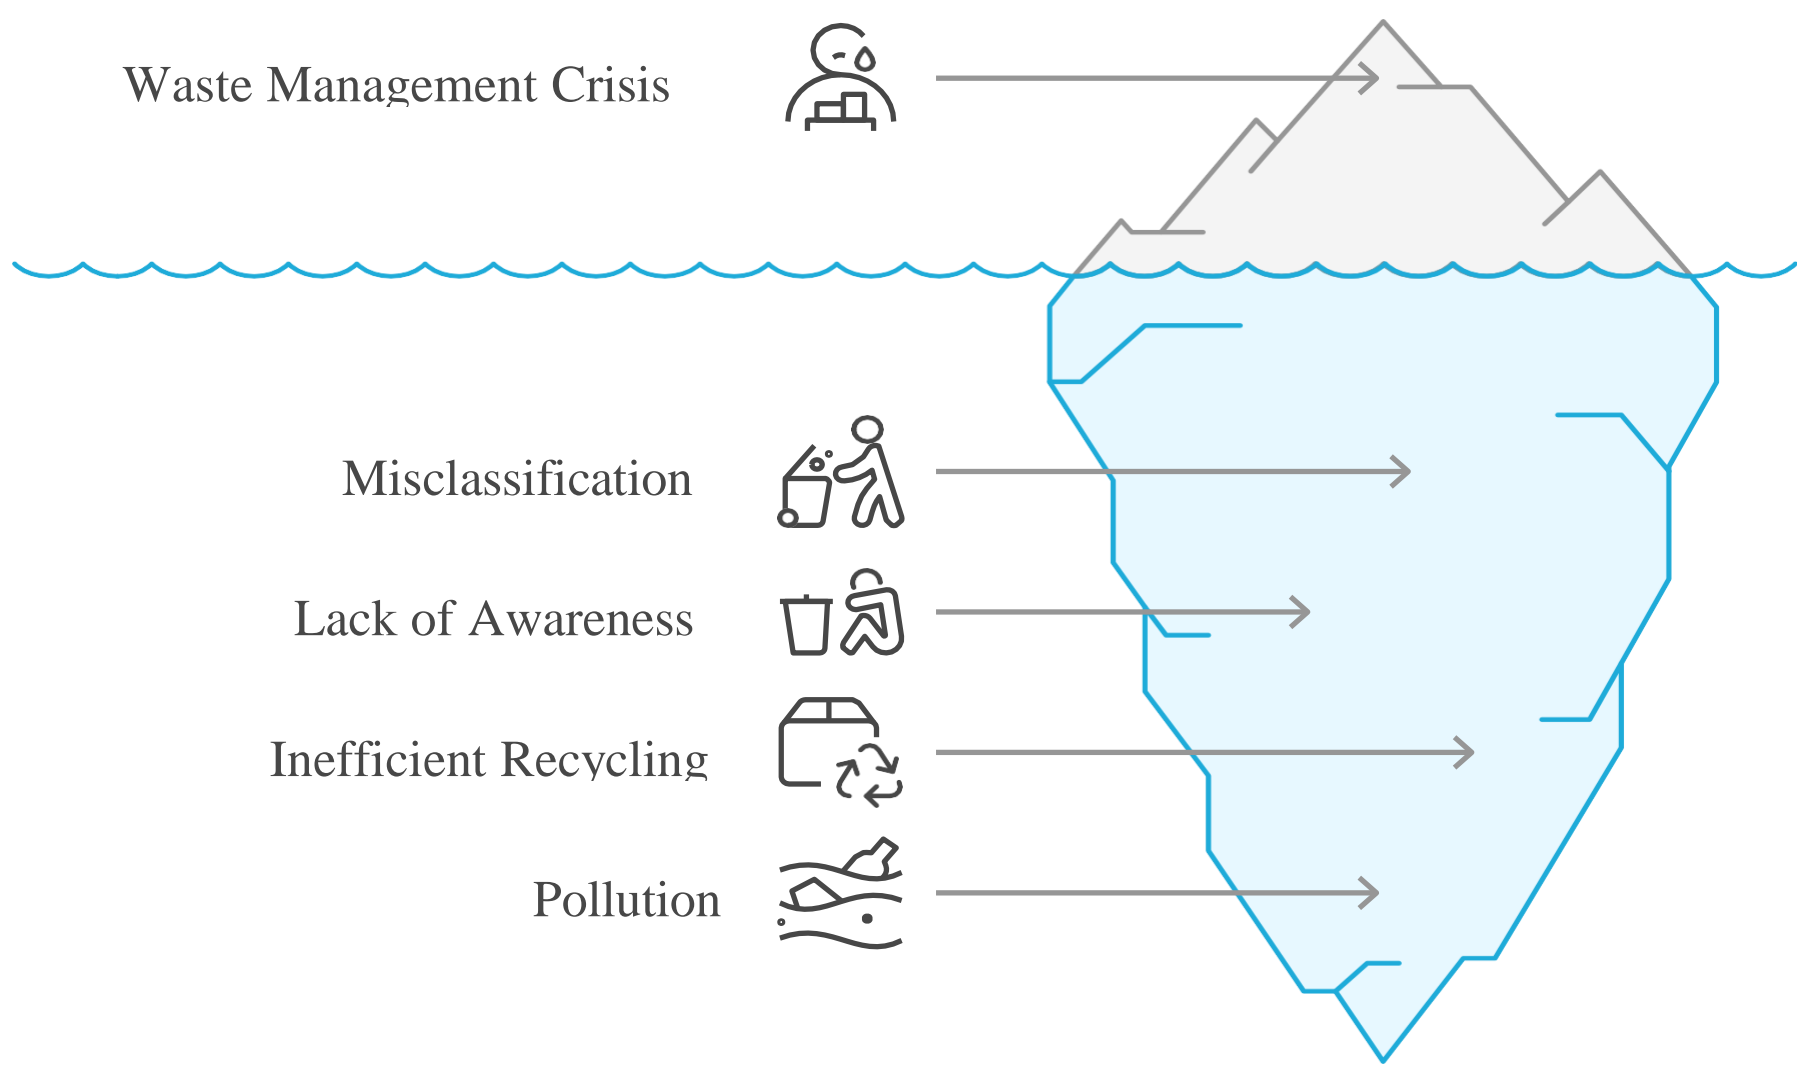 Waste Management Crisis
Misclassification
Lack of Awareness
Inefficient Recycling
Pollution